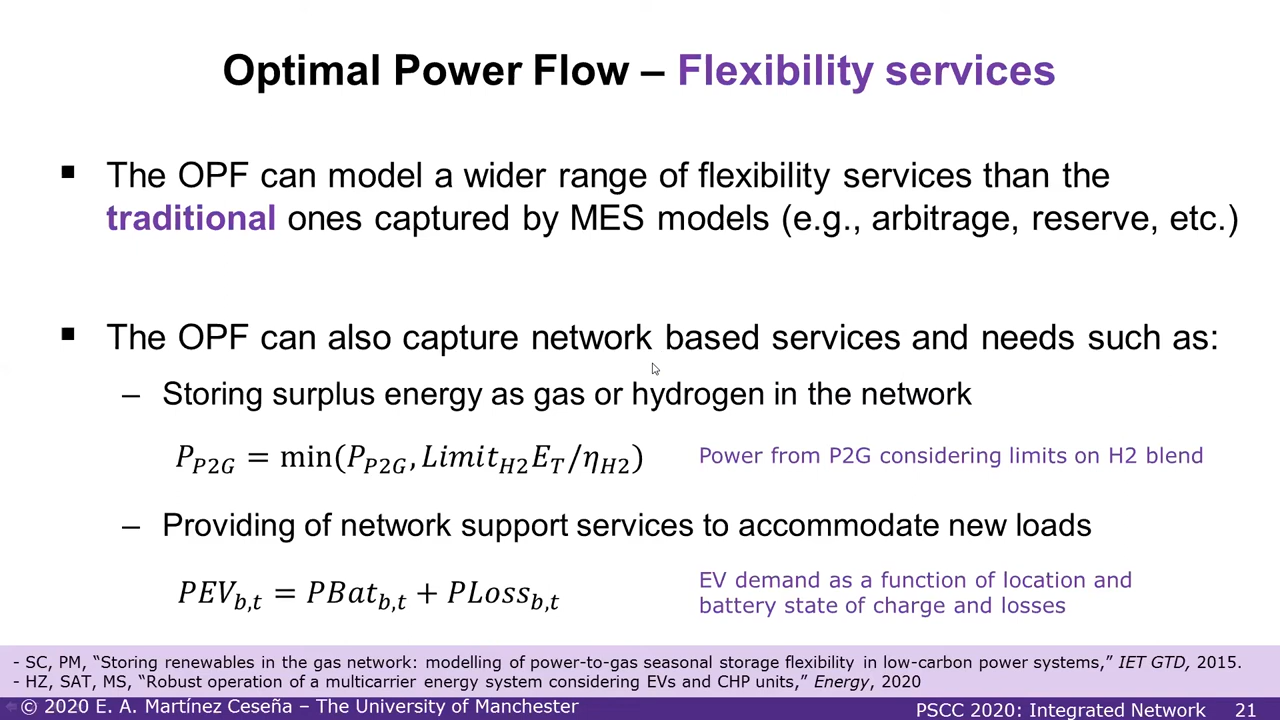 Optimal Power Flow – Flexibility services
▪ The OPF can model a wider range of flexibility services than the
traditional ones captured by MES models (e.g., arbitrage, reserve, etc.)
▪ The OPF can also capture network based services and needs such as:
– Storing surplus energy as gas or hydrogen in the network
P_{P2G} = min(P_{P2G}, Limit_{H2}E_T/η_{H2}) Power from P2G considering limits on H2 blend
– Providing of network support services to accommodate new loads
PEV_{b,t} = PBat_{b,t} + PLoss_{b,t}
EV demand as a function of location and
battery state of charge and losses
- SC, PM, “Storing renewables in the gas network: modelling of power-to-gas seasonal storage flexibility in low-carbon power systems,” IET GTD, 2015.
- HZ, SAT, MS, “Robust operation of a multicarrier energy system considering EVs and CHP units,” Energy, 2020
© 2020 E. A. Martínez Ceseña – The University of Manchester
PSCC 2020: Integrated Network 21